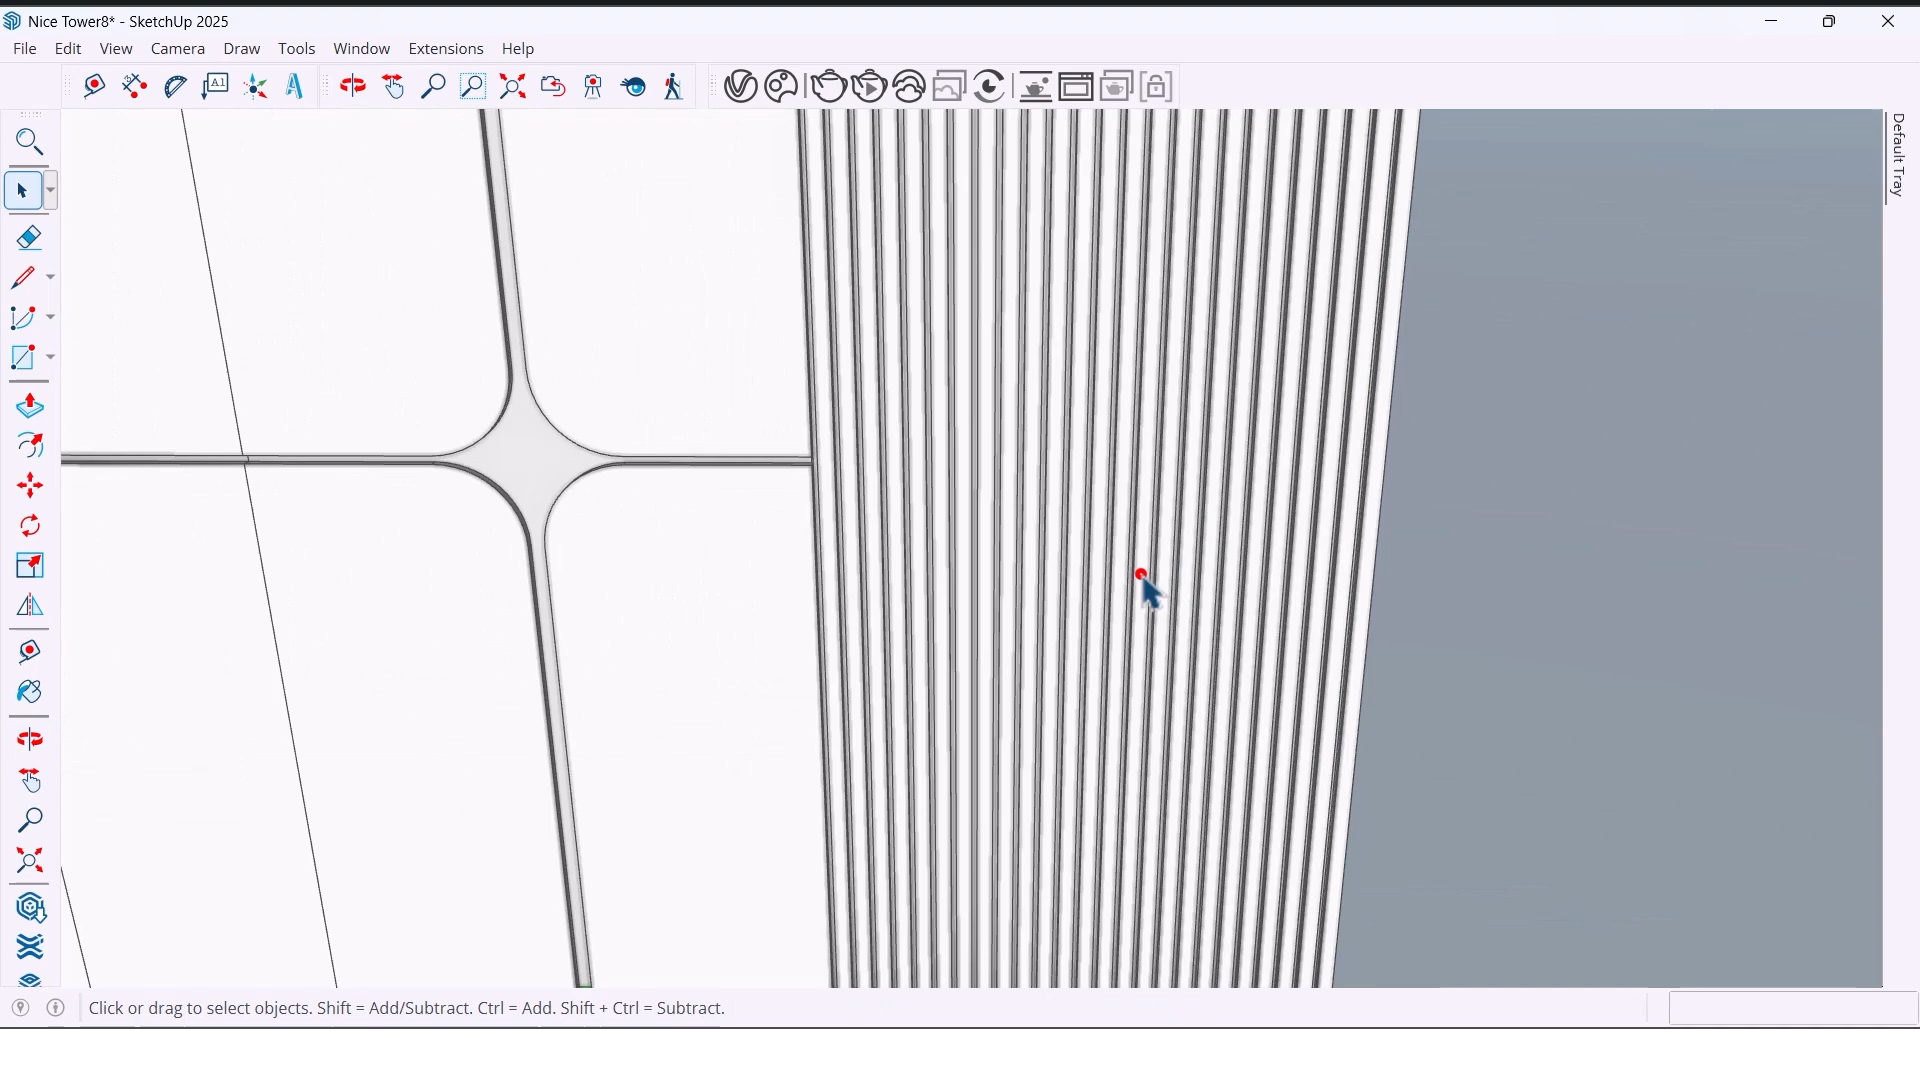 Nice Tower8* - SketchUp 2025
File Edit View Camera Draw Tools Window Extensions Help
A1
Default Tray
Click or drag to select objects. Shift = Add/Subtract. Ctrl = Add. Shift + Ctrl = Subtract.